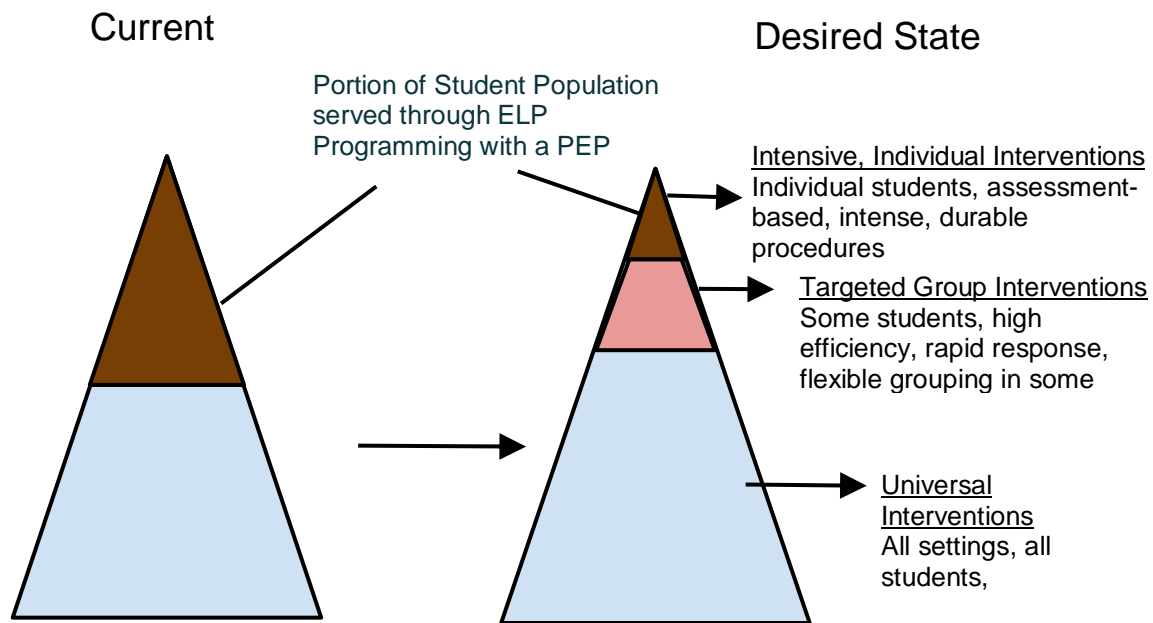 Current
Desired State
Portion of Student Population
served through ELP
Programming with a PEP
Intensive, Individual Interventions
Individual students, assessment-
based, intense, durable
procedures
Targeted Group Interventions
Some students, high
efficiency, rapid response,
flexible grouping in some
Universal
Interventions
All settings, all
students,